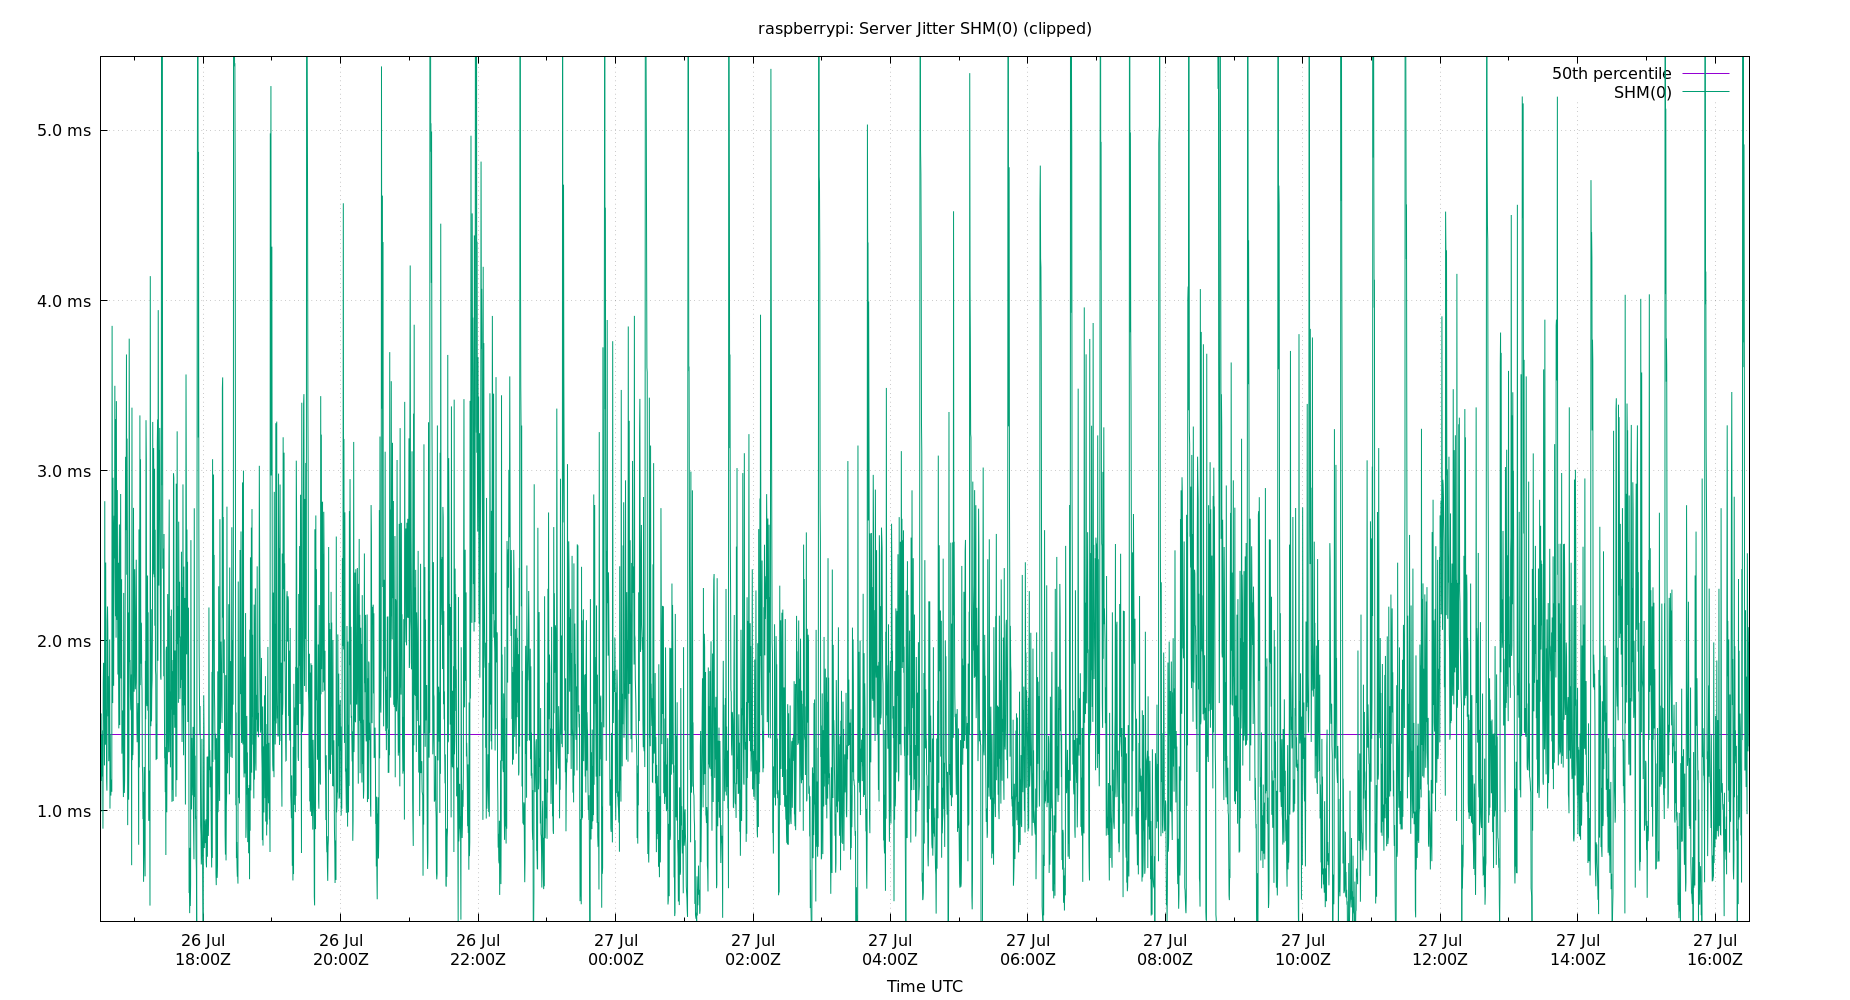 raspberrypi: Server Jitter SHM(0) (clipped)
50th percentile
SHM(0)
5.0 ms
4.0 ms
3.0 ms
2.0 ms
1.0 ms
26 Jul 26 Jul 26 Jul 27 Jul 27 Jul 27 Jul 27 Jul 27 Jul 27 Jul 27 Jul 27 Jul 27 Jul
18:00Z 20:00Z 22:00Z 00:00Z 02:00Z 04:00Z 06:00Z 08:00Z 10:00Z 12:00Z 14:00Z 16:00Z
Time UTC